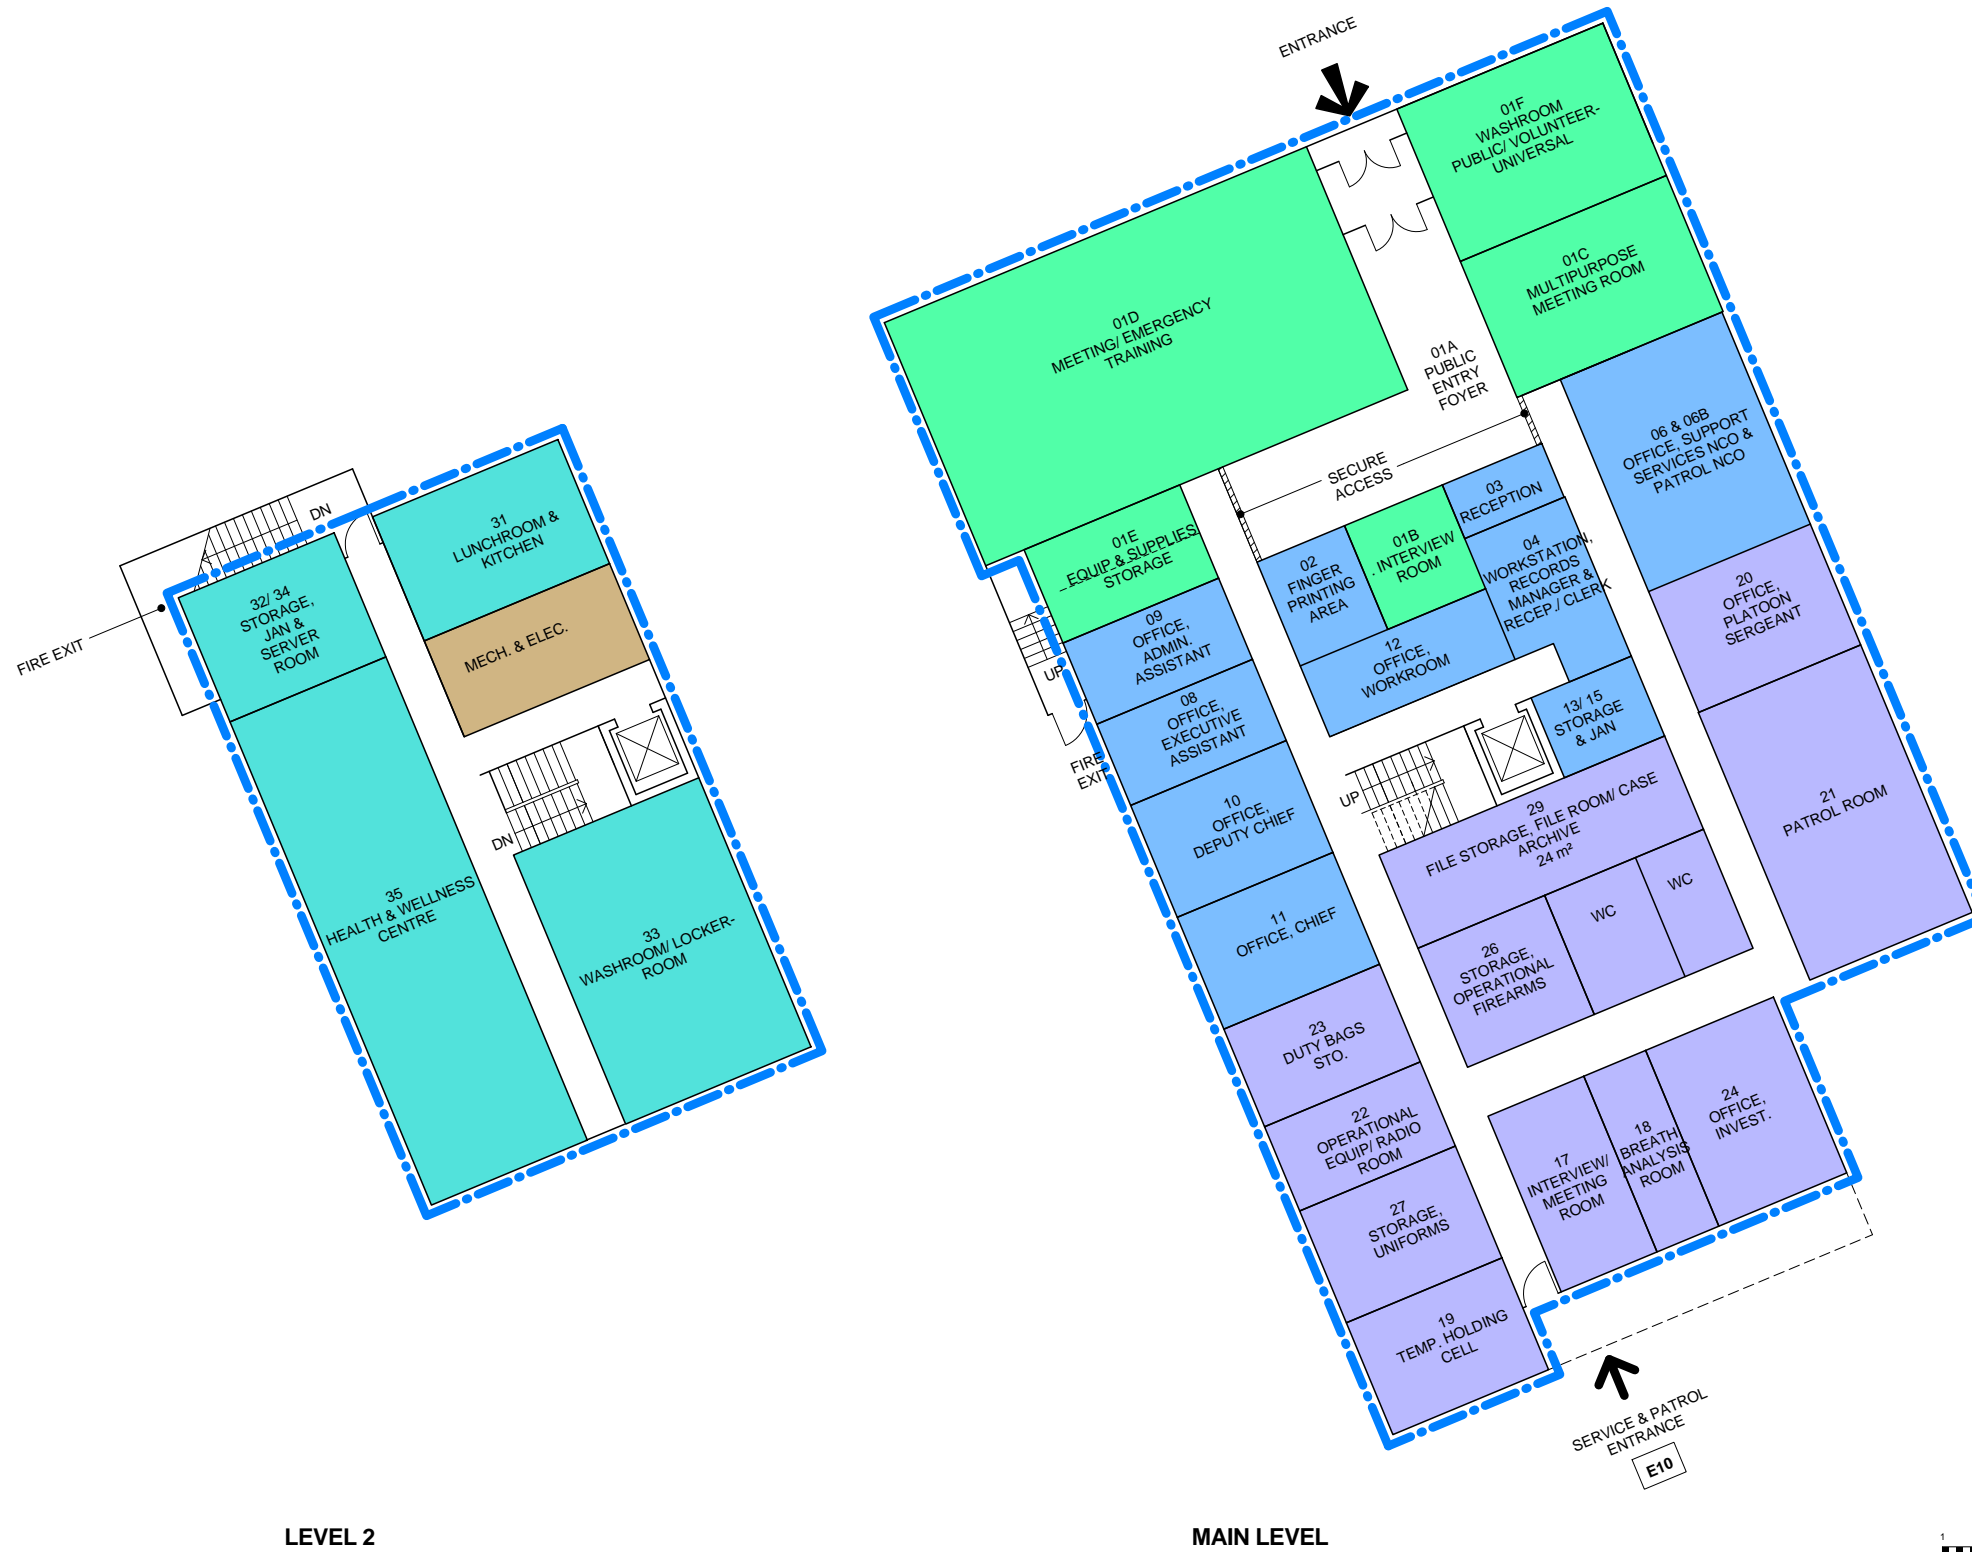 ENTRANCE
01F
WASHROOM
PUBLIC/ VOLUNTEER-
UNIVERSAL
01C
MULTIPURPOSE
MEETING ROOM
01D
MEETING/ EMERGENCY
TRAINING
01A
PUBLIC
ENTRY
FOYER
06 & 06B
OFFICE, SUPPORT
SERVICES NCO &
PATROL NCO
SECURE
ACCESS
03
RECEPTION
01B
INTERVIEW
ROOM
02
FINGER
PRINTING
AREA
04
WORKSTATION,
RECORDS
MANAGER &
RECEP./ CLERK
01E
EQUIP & SUPPLIES
STORAGE
09
OFFICE,
ADMIN.
ASSISTANT
12
OFFICE,
WORKROOM
20
OFFICE,
PLATOON
SERGEANT
UP
08
OFFICE,
EXECUTIVE
ASSISTANT
13/ 15
STORAGE
& JAN
FIRE
EXIT
10
OFFICE,
DEPUTY CHIEF
UP
29
FILE STORAGE, FILE ROOM/ CASE
ARCHIVE
24 m²
21
PATROL ROOM
11
OFFICE, CHIEF
WC
WC
26
STORAGE,
OPERATIONAL
FIREARMS
23
DUTY BAGS
STO.
22
OPERATIONAL
EQUIP/ RADIO
ROOM
24
OFFICE,
INVEST.
18
BREATH
ANALYSIS
ROOM
17
INTERVIEW/
MEETING
ROOM
27
STORAGE,
UNIFORMS
19
TEMP. HOLDING
CELL
SERVICE & PATROL
ENTRANCE
E10
MAIN LEVEL
1
DN
31
LUNCHROOM &
KITCHEN
32/ 34
STORAGE,
JAN &
SERVER
ROOM
FIRE EXIT
MECH. & ELEC.
DN
35
HEALTH & WELLNESS
CENTRE
33
WASHROOM/ LOCKER-
ROOM
LEVEL 2